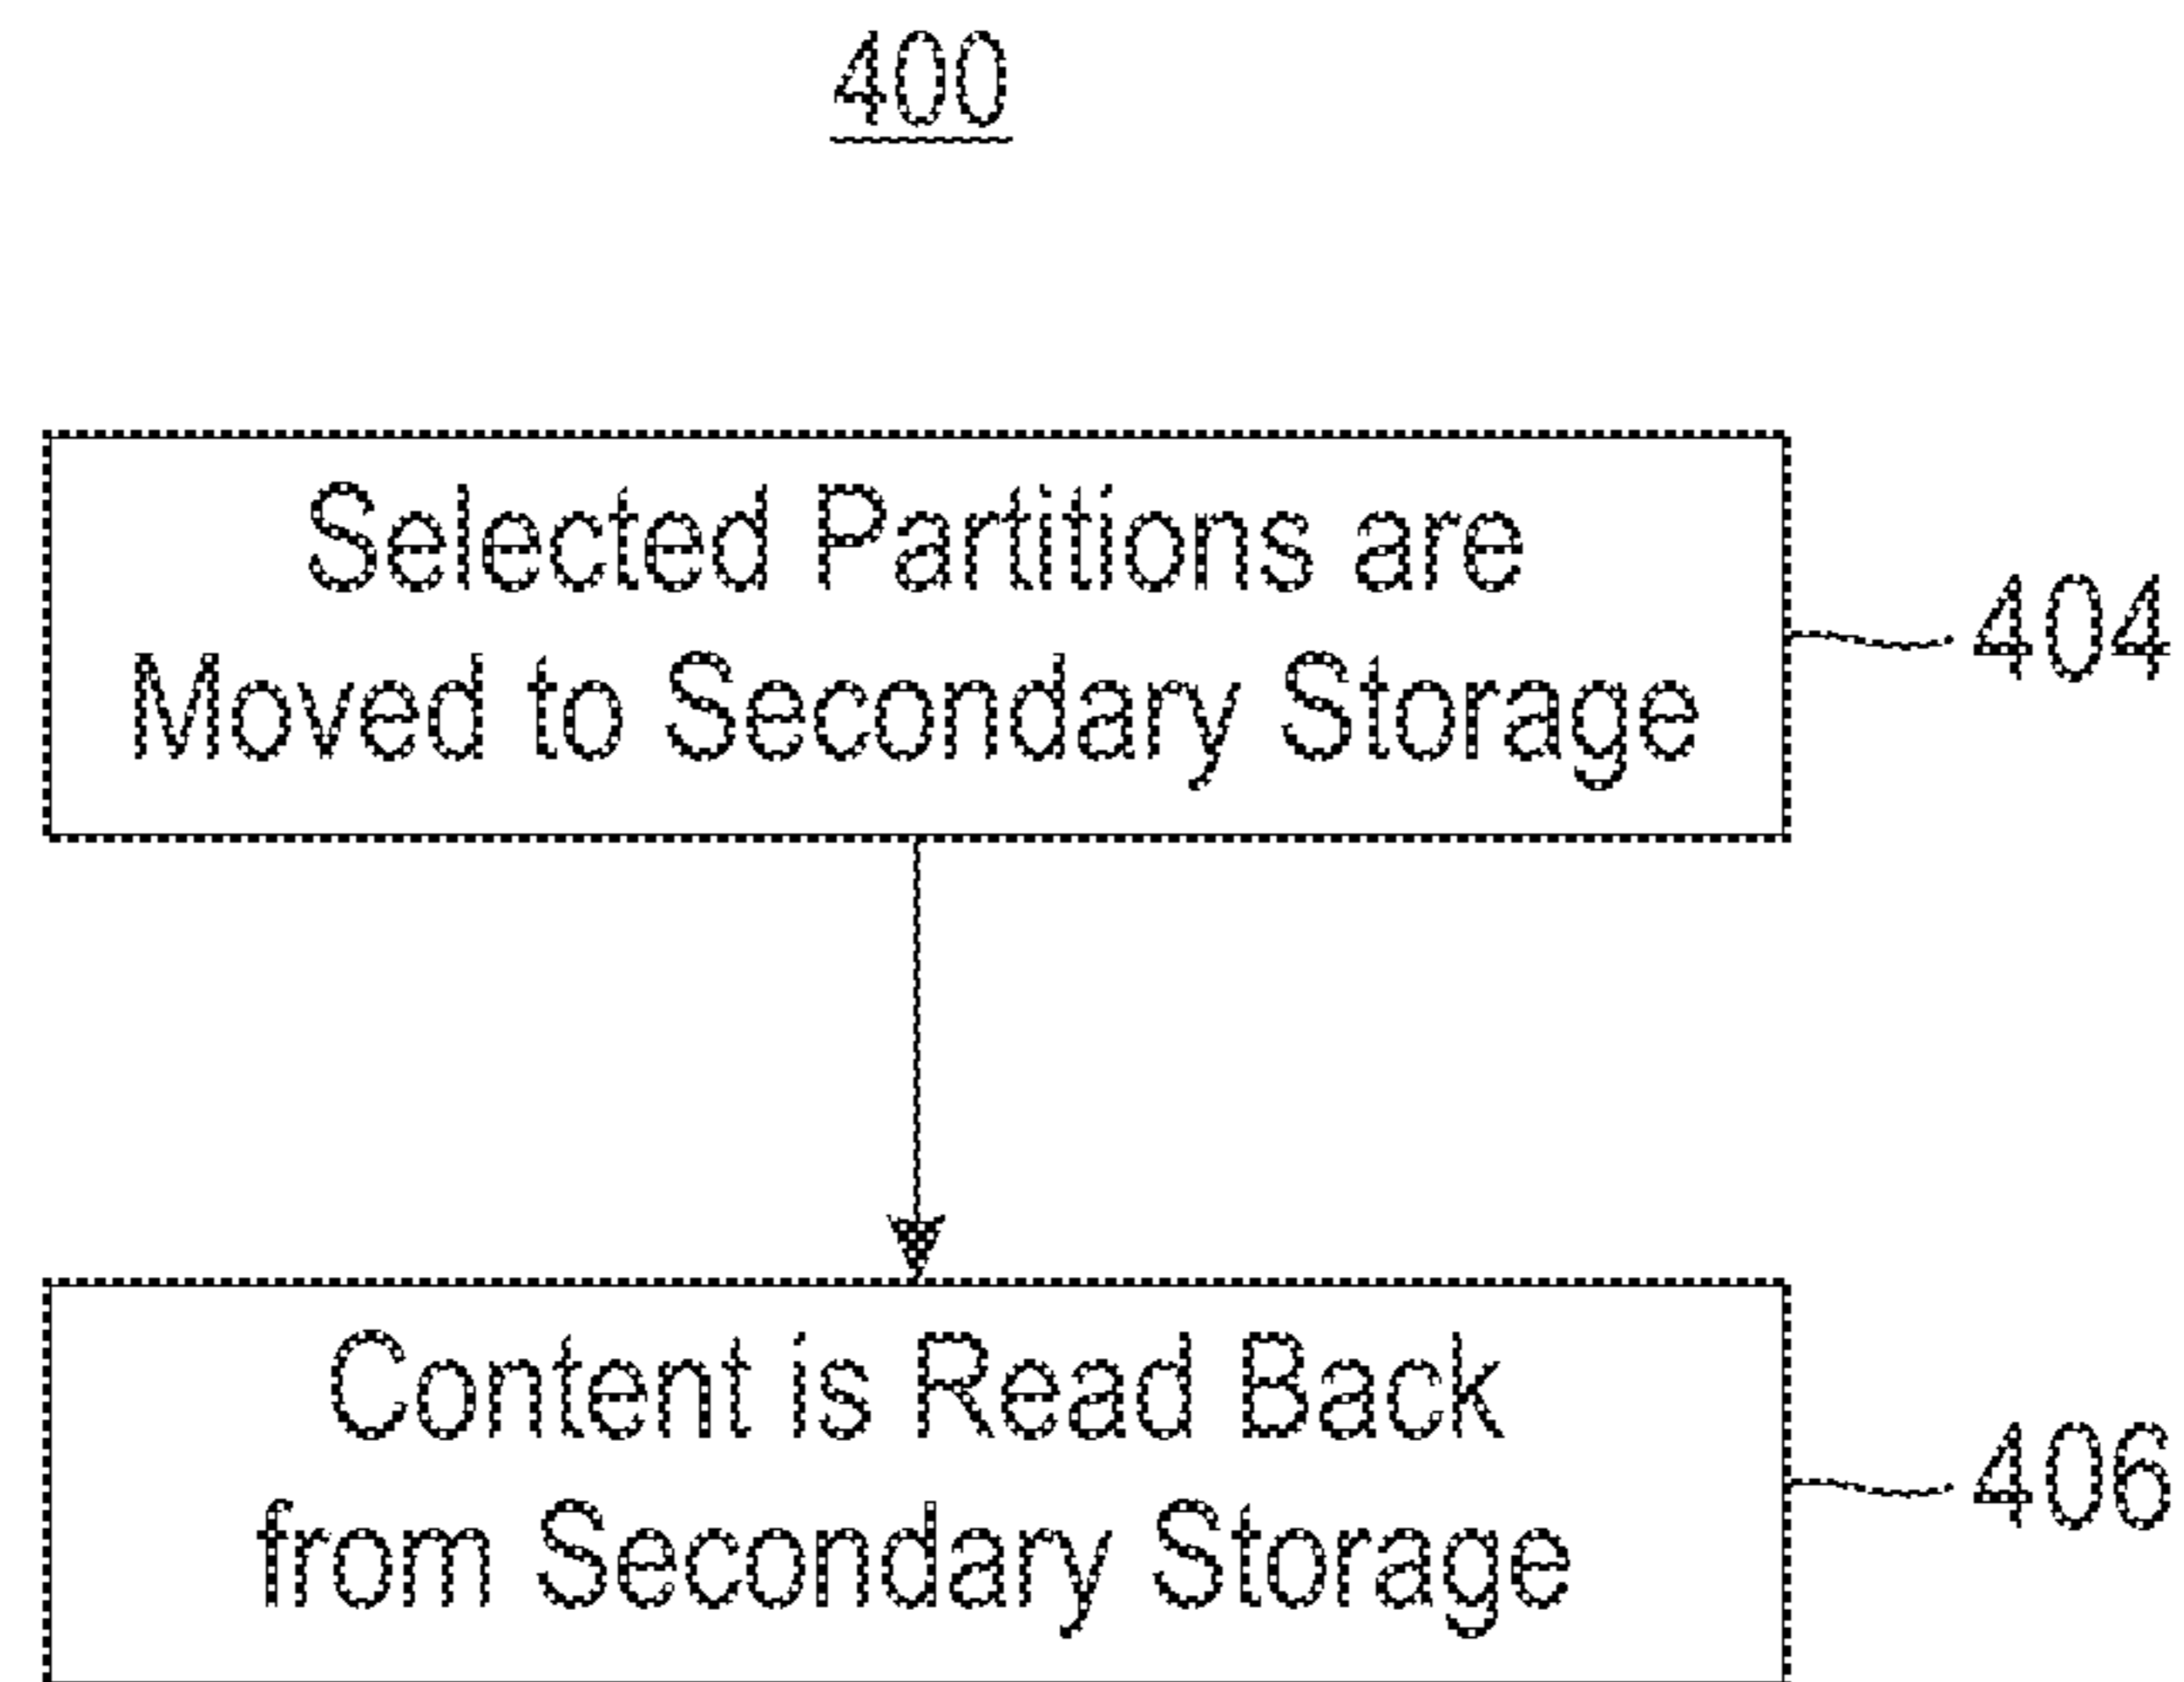 400
Selected Partitions are
Moved to Secondary Storage
404
Content is Read Back
from Secondary Storage
406